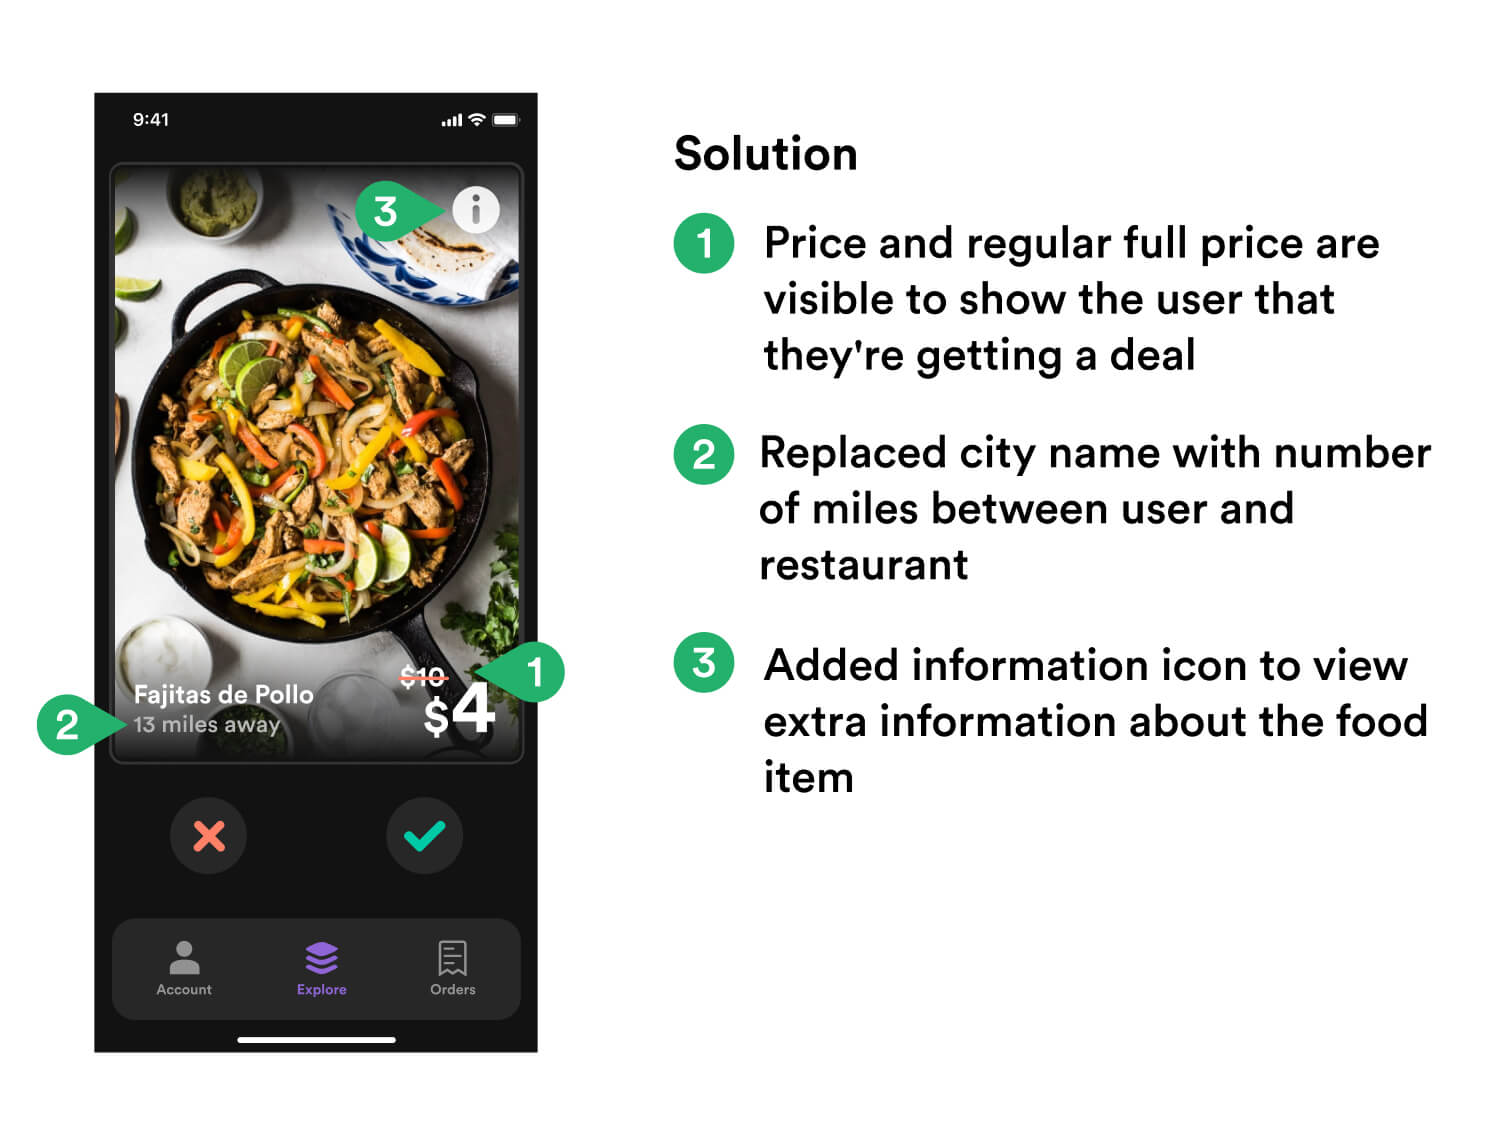 9:41
3
Fajitas de Pollo
13 miles away
$10
$4
1
2
Account
Explore
Orders
Solution
1
Price and regular full price are
visible to show the user that
they're getting a deal
2
Replaced city name with number
of miles between user and
restaurant
3
Added information icon to view
extra information about the food
item